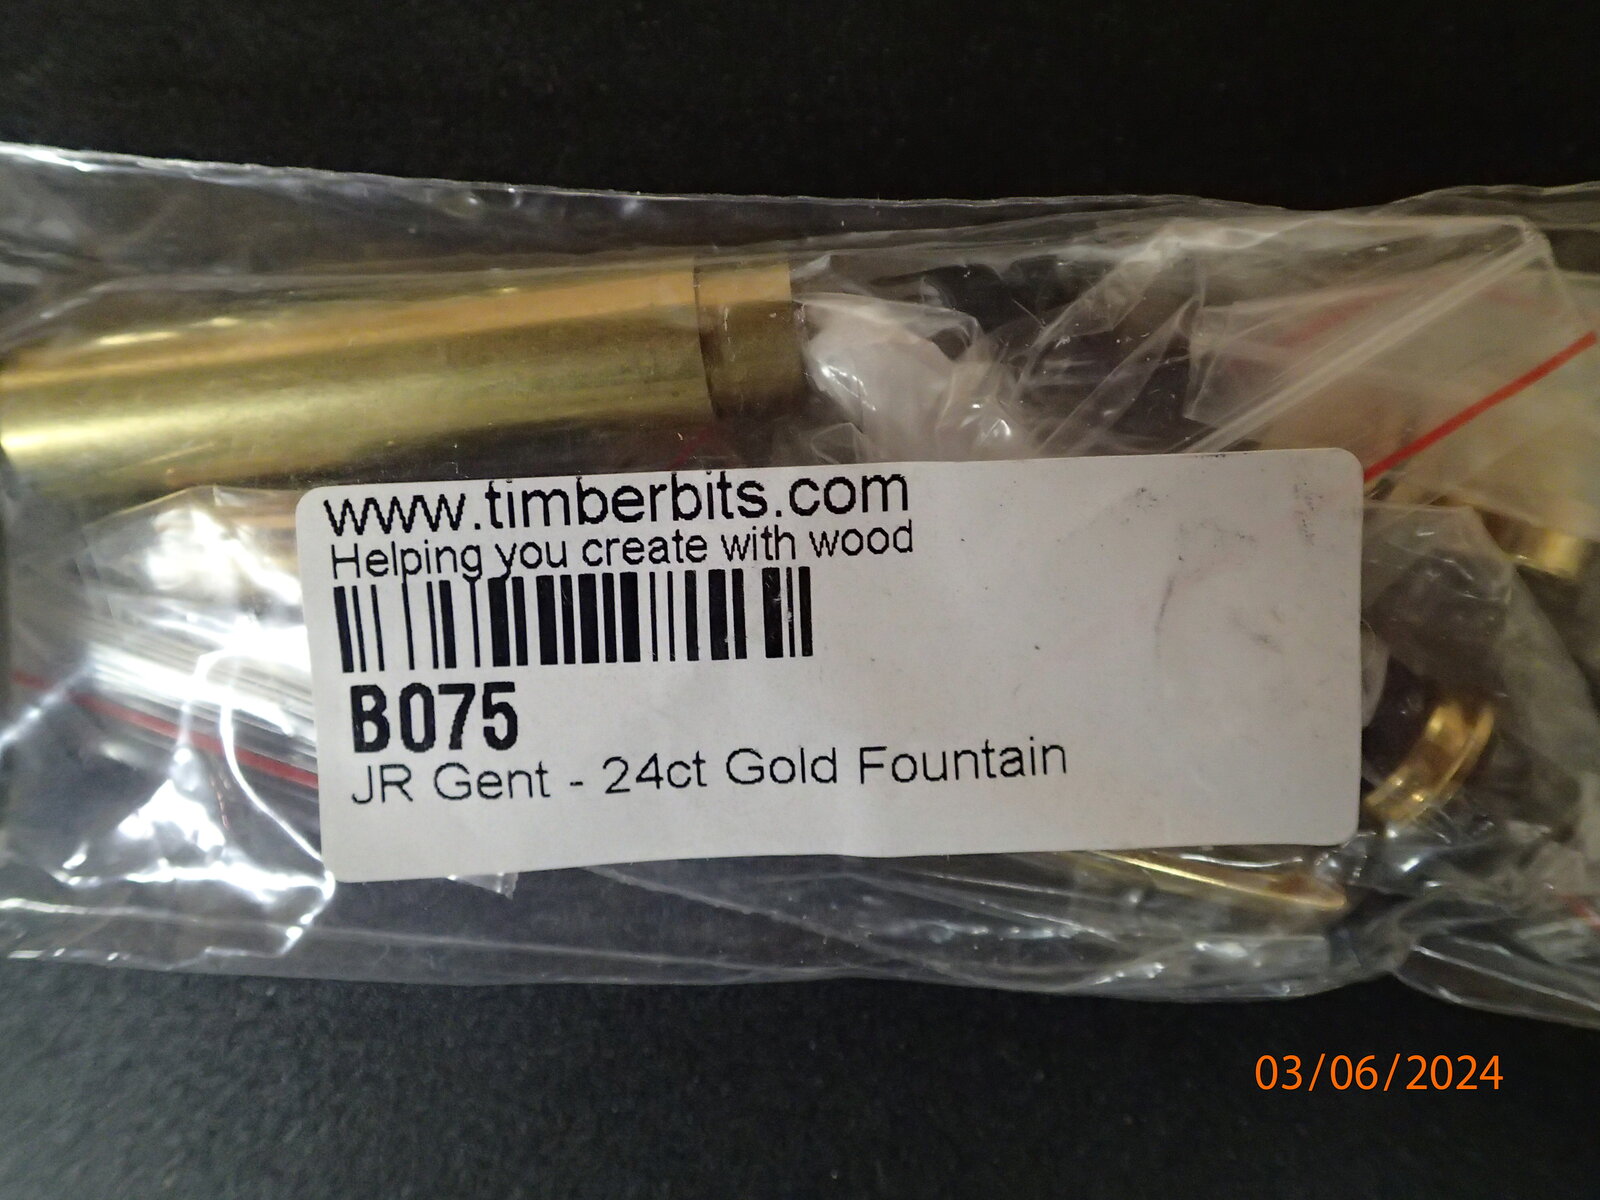 www.timberbits.com
Helping you create with wood
B075
JR Gent - 24ct Gold Fountain
03/06/2024